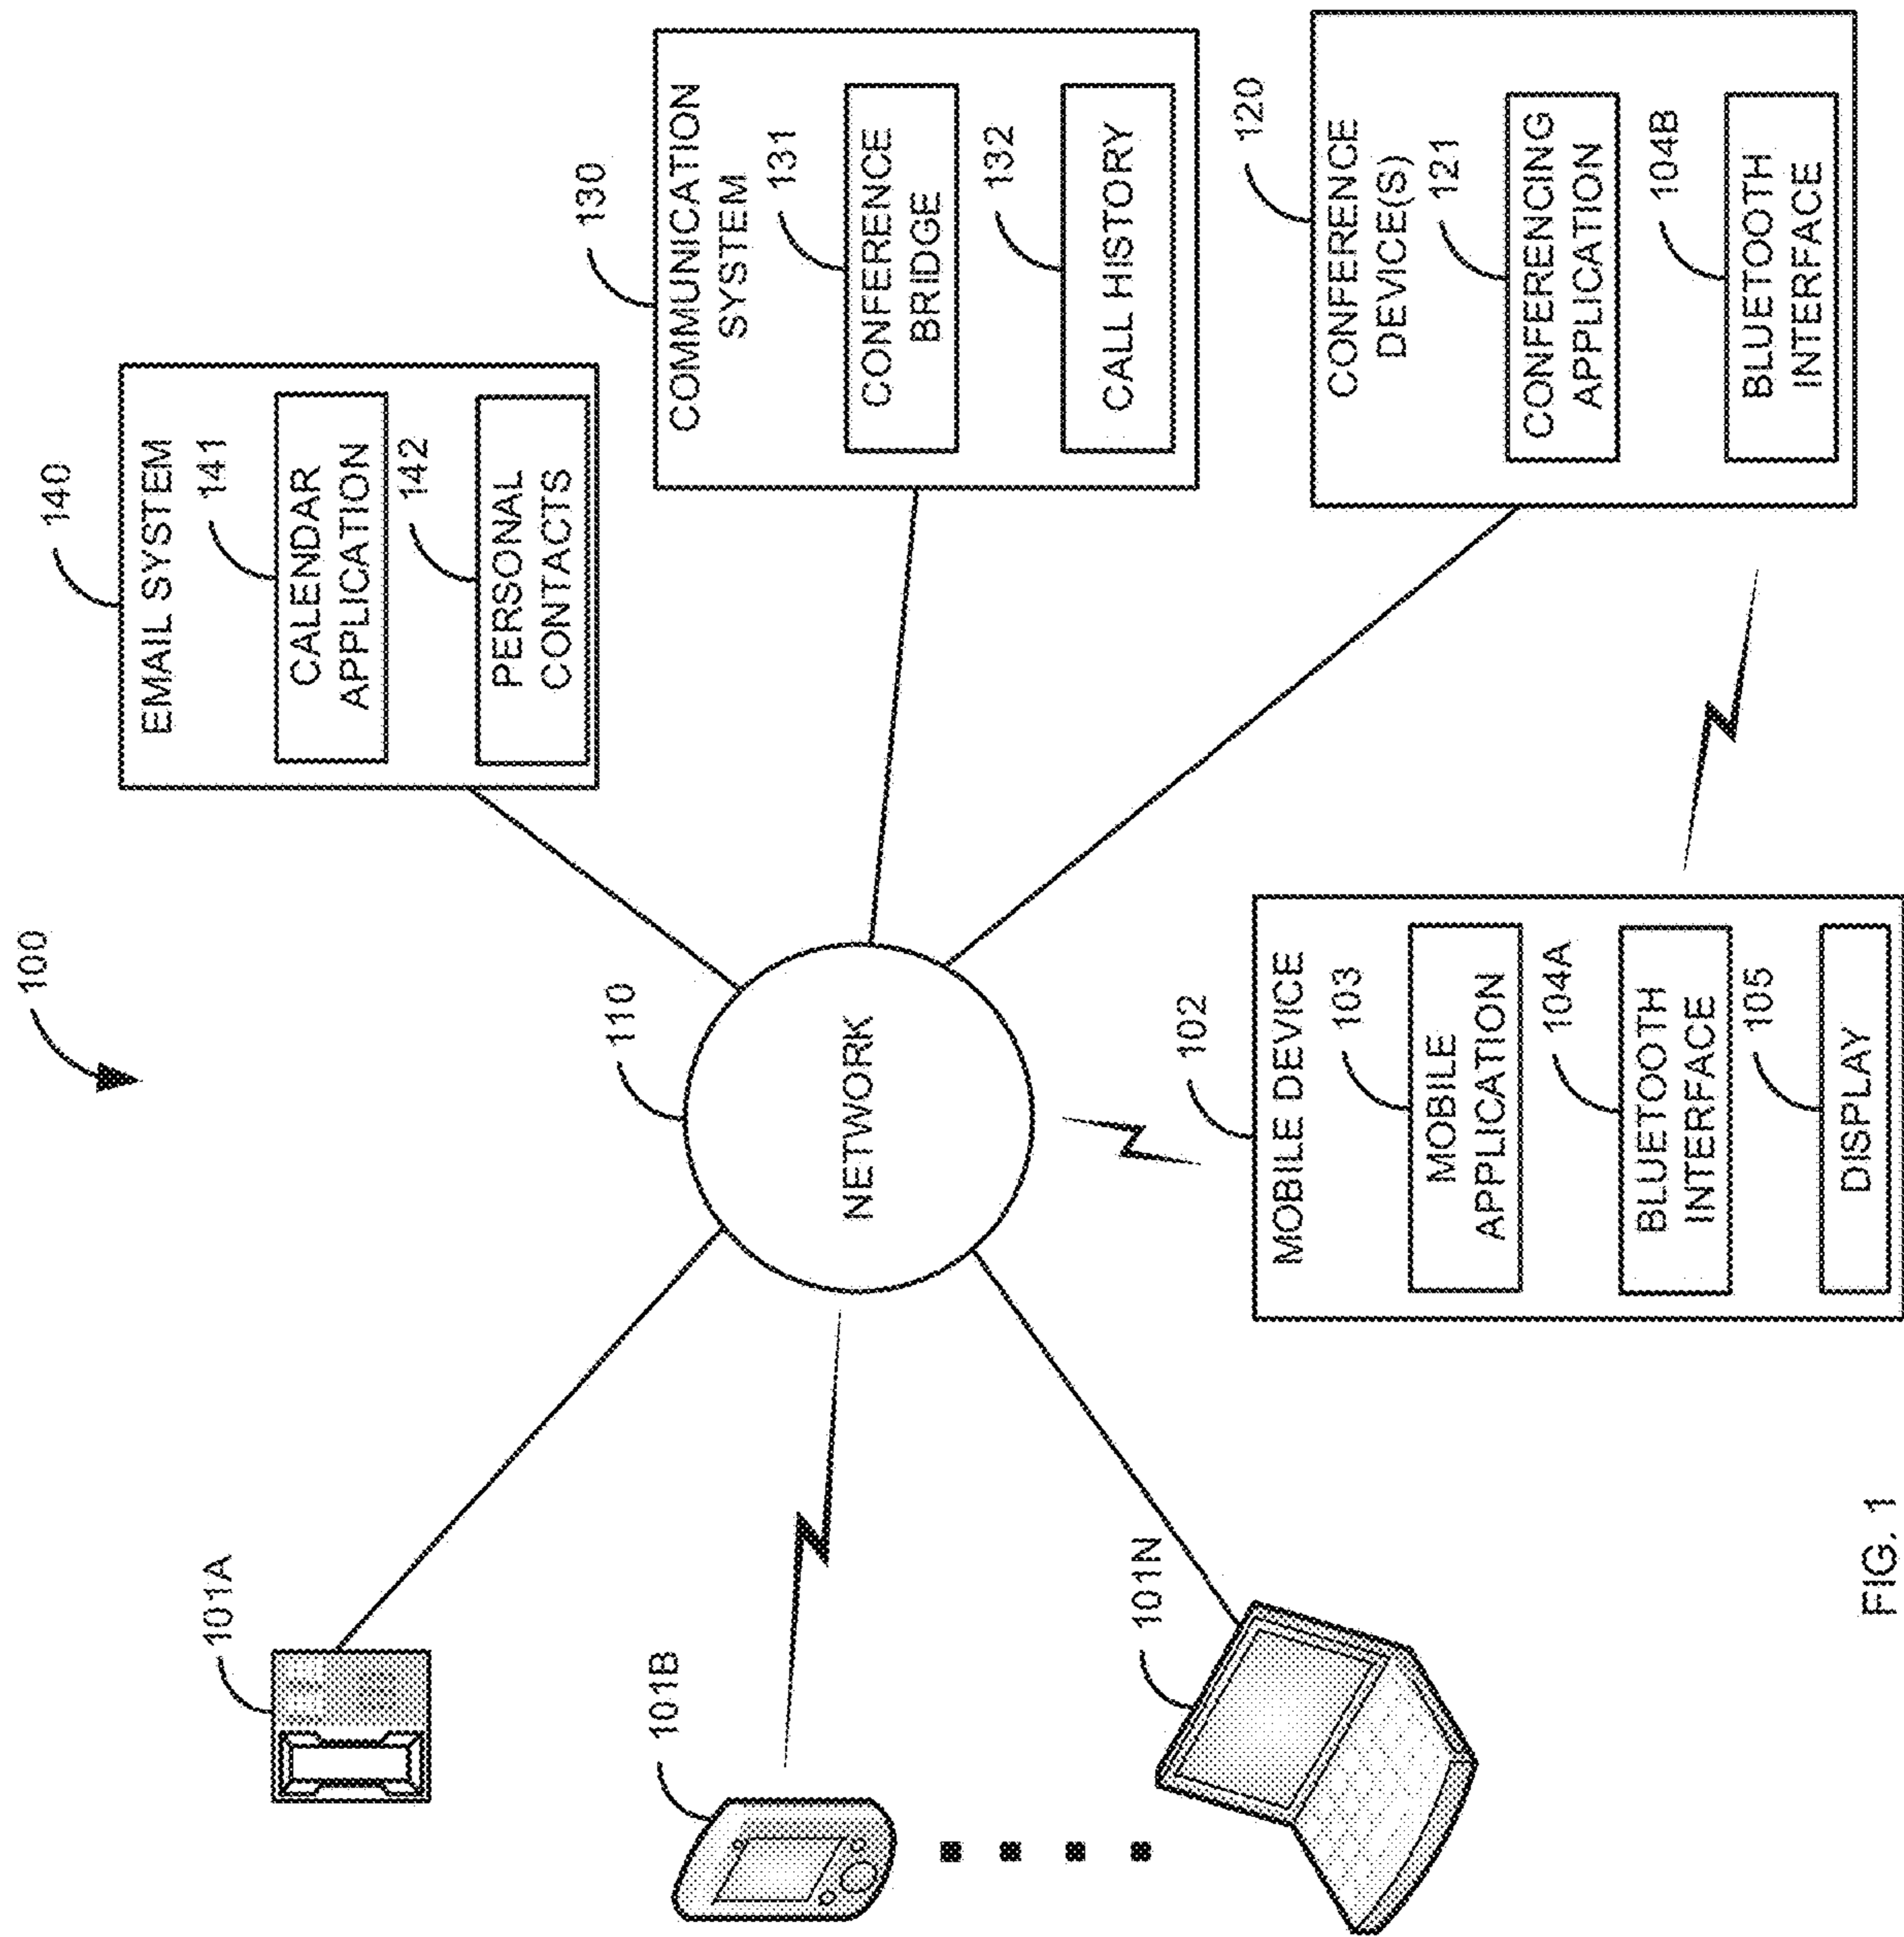 100
101A
101B
101N
110
NETWORK
140
EMAIL SYSTEM
141
CALENDAR
APPLICATION
142
PERSONAL
CONTACTS
130
COMMUNICATION
SYSTEM
131
CONFERENCE
BRIDGE
132
CALL HISTORY
120
CONFERENCE
DEVICE(S)
121
CONFERENCING
APPLICATION
104B
BLUETOOTH
INTERFACE
102
MOBILE DEVICE
103
MOBILE
APPLICATION
104A
BLUETOOTH
INTERFACE
105
DISPLAY
FIG. 1